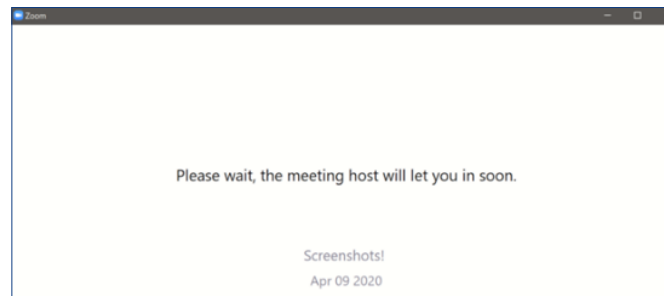 Zoom
Please wait, the meeting host will let you in soon.
Screenshots!
Apr 09 2020